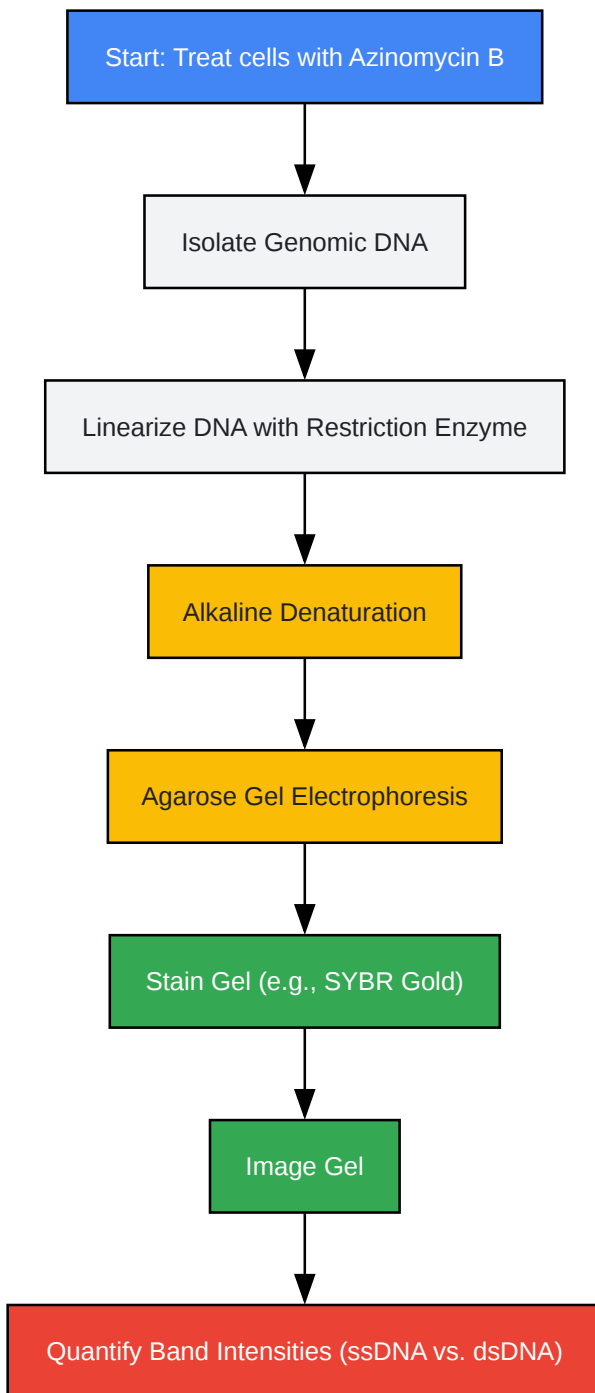 Start: Treat cells with Azinomycin B
Isolate Genomic DNA
Linearize DNA with Restriction Enzyme
Alkaline Denaturation
Agarose Gel Electrophoresis
Stain Gel (e.g., SYBR Gold)
Image Gel
Quantify Band Intensities (ssDNA vs. dsDNA)